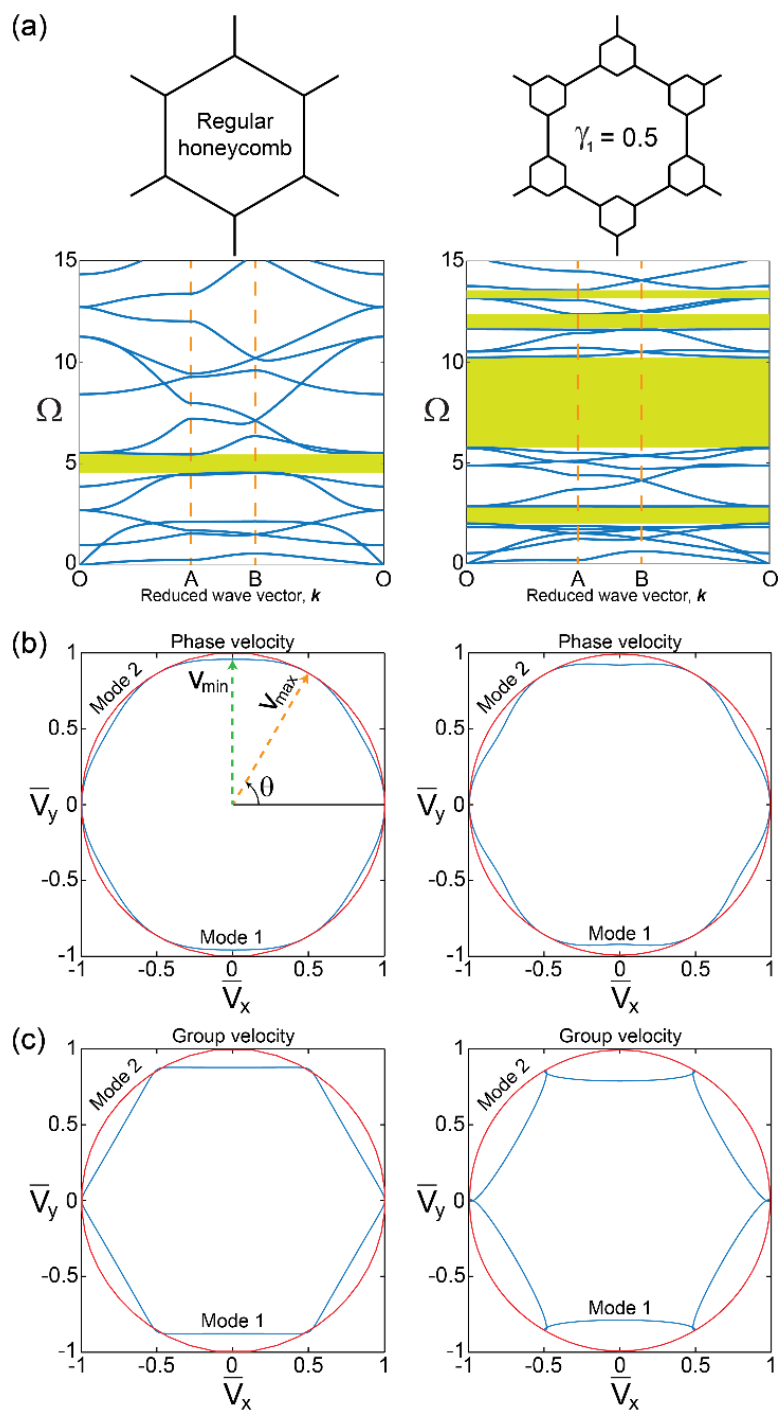 (a)
Regular
honeycomb
γ₁ = 0.5
15
10
Ω
5
0
O A B O
Reduced wave vector, k
15
10
Ω
5
0
O A B O
Reduced wave vector, k
(b)
Phase velocity
Mode 2
Vmin
Vmax
θ
Mode 1
1
0.5
V̅y 0
-0.5
-1
-1 -0.5 0 0.5 1
V̅x
Phase velocity
Mode 2
Mode 1
1
0.5
V̅y 0
-0.5
-1
-1 -0.5 0 0.5 1
V̅x
(c)
Group velocity
Mode 2
Mode 1
1
0.5
V̅y 0
-0.5
-1
-1 -0.5 0 0.5 1
V̅x
Group velocity
Mode 2
Mode 1
1
0.5
V̅y 0
-0.5
-1
-1 -0.5 0 0.5 1
V̅x